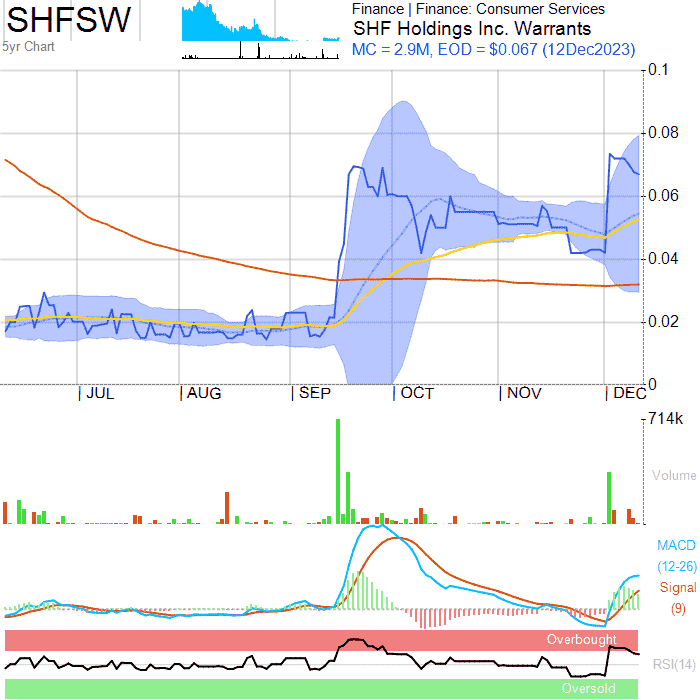 SHFSW
5yr Chart
Finance | Finance: Consumer Services
SHF Holdings Inc. Warrants
MC = 2.9M, EOD = $0.067 (12Dec2023)
0.1
0.08
0.06
0.04
0.02
0
| JUL
| AUG
| SEP
| OCT
| NOV
| DEC
714k
Volume
MACD
(12-26)
Signal
(9)
Overbought
RSI(14)
Oversold